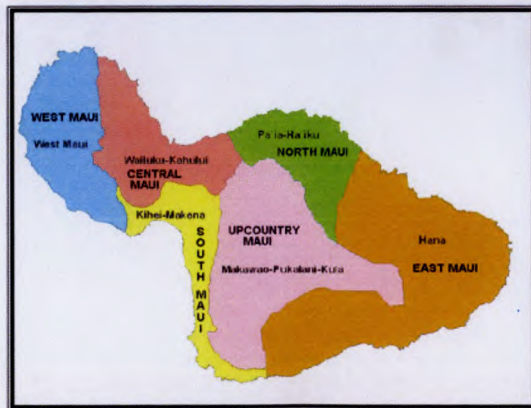 WEST MAUI
West Maui
Wailuku-Kahului
CENTRAL
MAUI
Kihei-Makena
SOUTH MAUI
Pa'ia-Ha'iku
NORTH MAUI
UPCOUNTRY
MAUI
Makawao-Pukalani-Kula
Hana
EAST MAUI